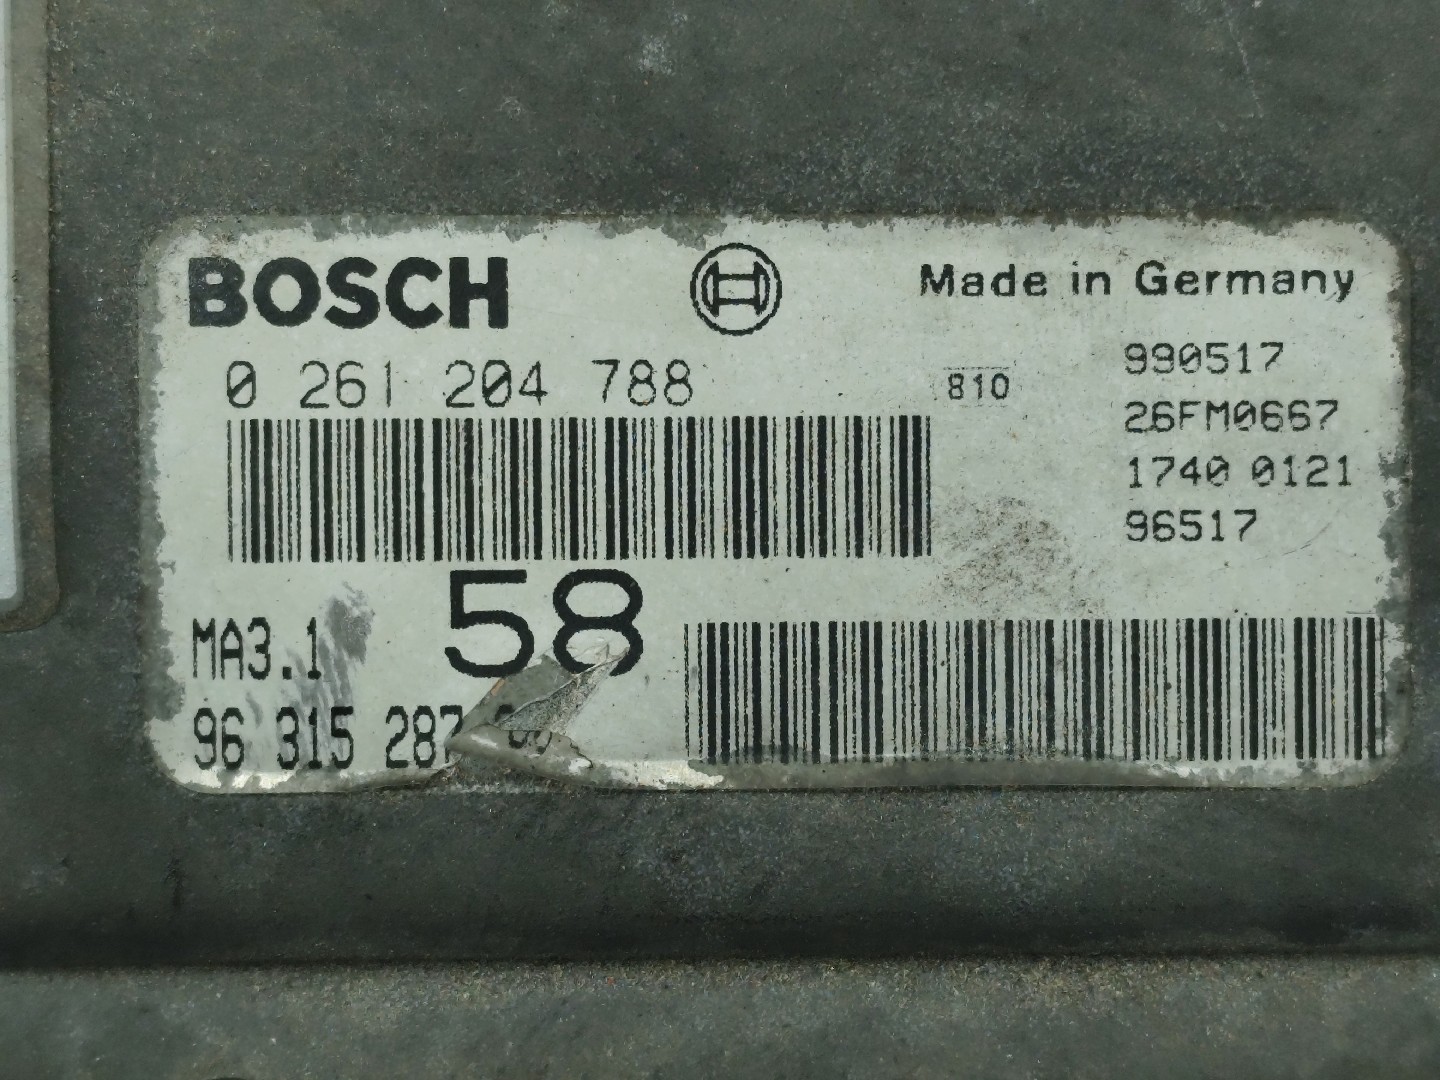 BOSCH
Made in Germany
0 261 204 788
810
990517
26FM0667
1740 0121
96517
58
MA3.1
96 315 287